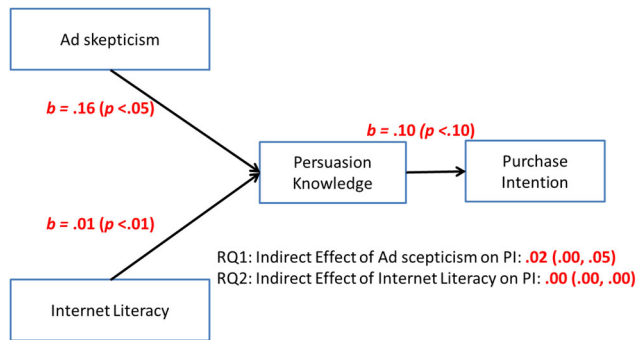 Ad skepticism
b = .16 (p <.05)
b = .10 (p <.10)
Persuasion
Knowledge
Purchase
Intention
b = .01 (p <.01)
RQ1: Indirect Effect of Ad scepticism on PI: .02 (.00, .05)
RQ2: Indirect Effect of Internet Literacy on PI: .00 (.00, .00)
Internet Literacy